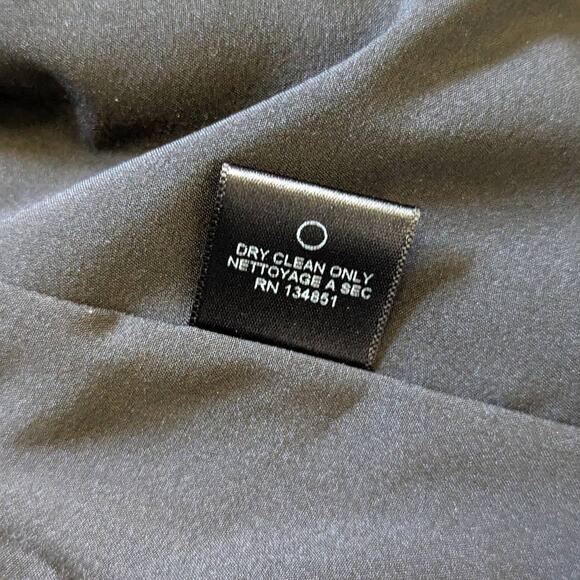 DRY CLEAN ONLY
NETTOYAGE A SEC
RN 134851